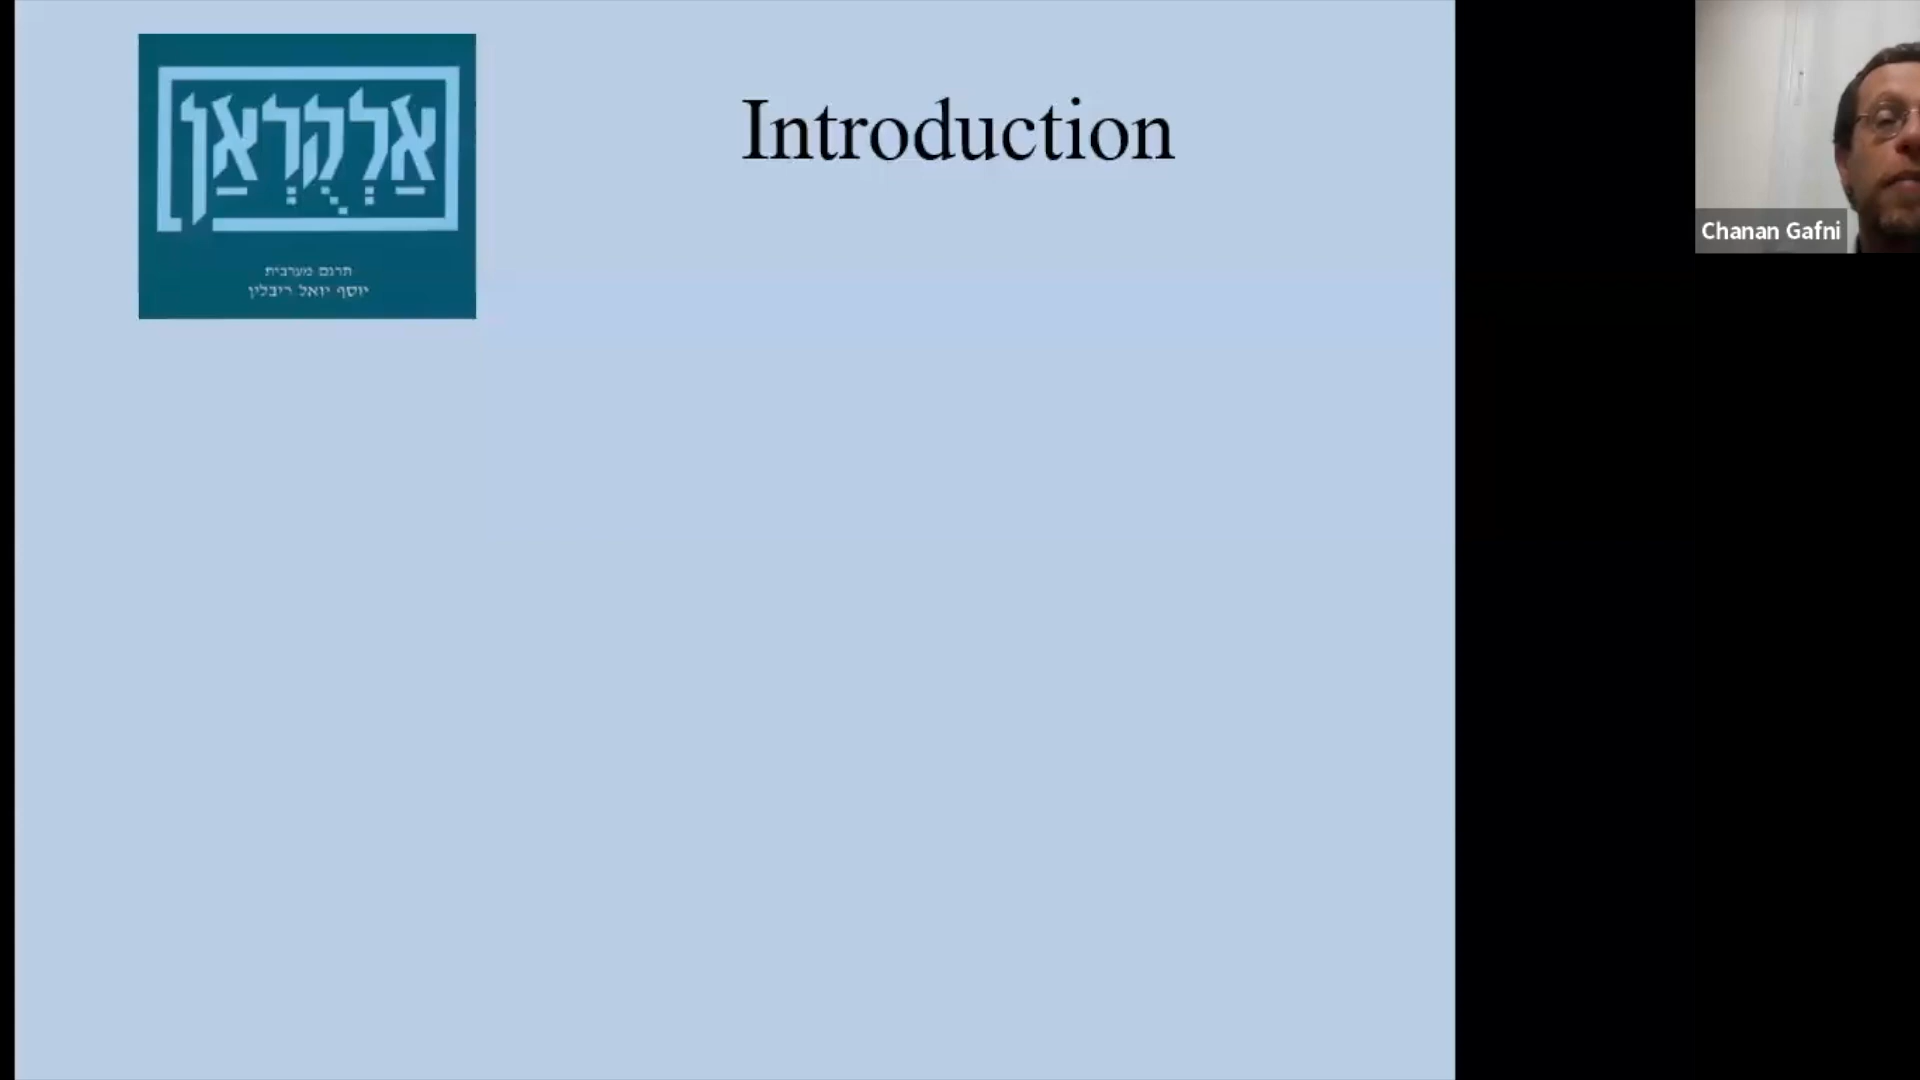 אַלְקֻרְאַן
תרגם מערבית
יוסף יואל ריבלין
Introduction
Chanan Gafni